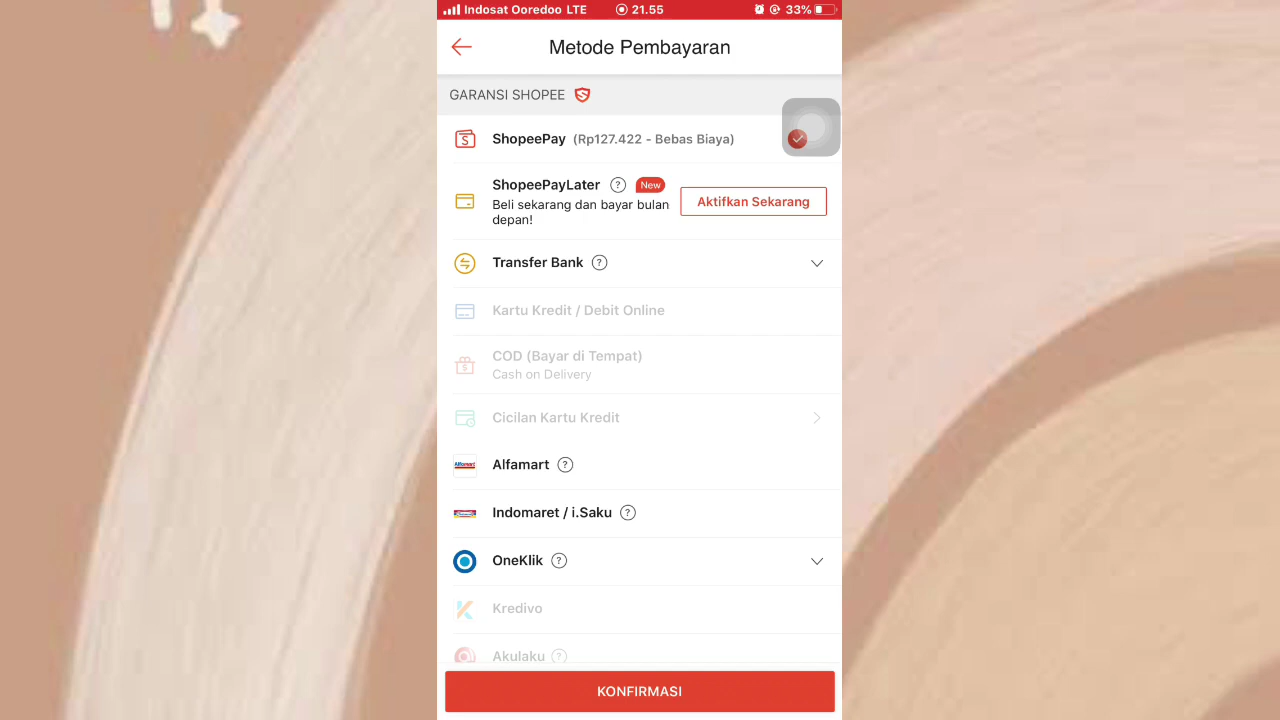 Indosat Ooredoo LTE 21.55 33%
Metode Pembayaran
GARANSI SHOPEE
ShopeePay (Rp127.422 - Bebas Biaya)
ShopeePayLater ? New
Beli sekarang dan bayar bulan
depan!
Aktifkan Sekarang
Transfer Bank ?
Kartu Kredit / Debit Online
COD (Bayar di Tempat)
Cash on Delivery
Cicilan Kartu Kredit
Alfamart Alfamart ?
Indomaret / i.Saku ?
OneKlik ?
Kredivo
Akulaku ?
KONFIRMASI